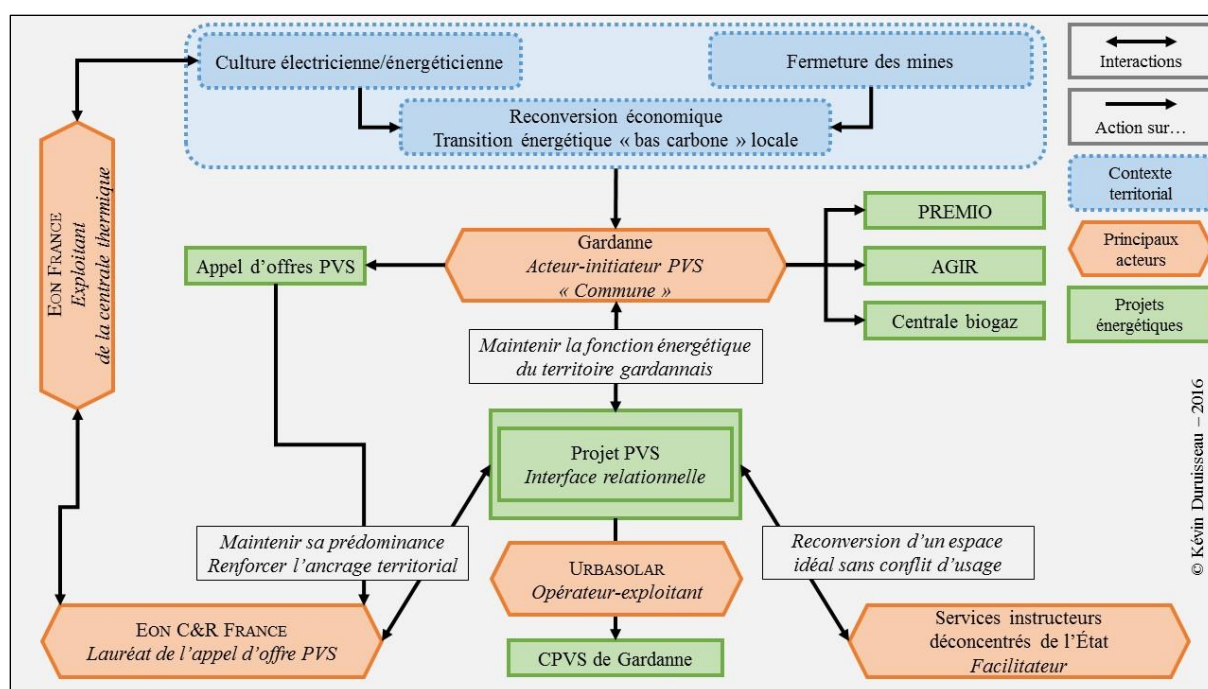 Culture électricienne/énergéticienne
Fermeture des mines
Reconversion économique
Transition énergétique « bas carbone » locale
Interactions
Action sur…
Contexte
territorial
Principaux
acteurs
Projets
énergétiques
EON FRANCE
Exploitant
de la centrale thermique
Appel d'offres PVS
Gardanne
Acteur-initiateur PVS
« Commune »
PREMIO
AGIR
Centrale biogaz
Maintenir la fonction énergétique
du territoire gardannais
Projet PVS
Interface relationnelle
Maintenir sa prédominance
Renforcer l'ancrage territorial
Reconversion d'un espace
idéal sans conflit d'usage
URBASOLAR
Opérateur-exploitant
EON C&R FRANCE
Lauréat de l'appel d'offre PVS
CPVS de Gardanne
Services instructeurs
déconcentrés de l'État
Facilitateur
© Kévin Duruisseau – 2016